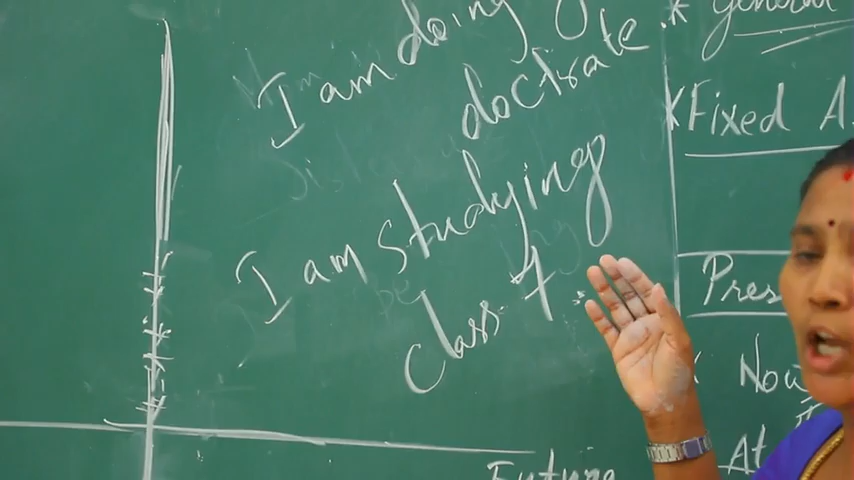 I am doing
doctrate.
I am studying
Class 7
Future
* General
* Fixed A
Pres
Now
At